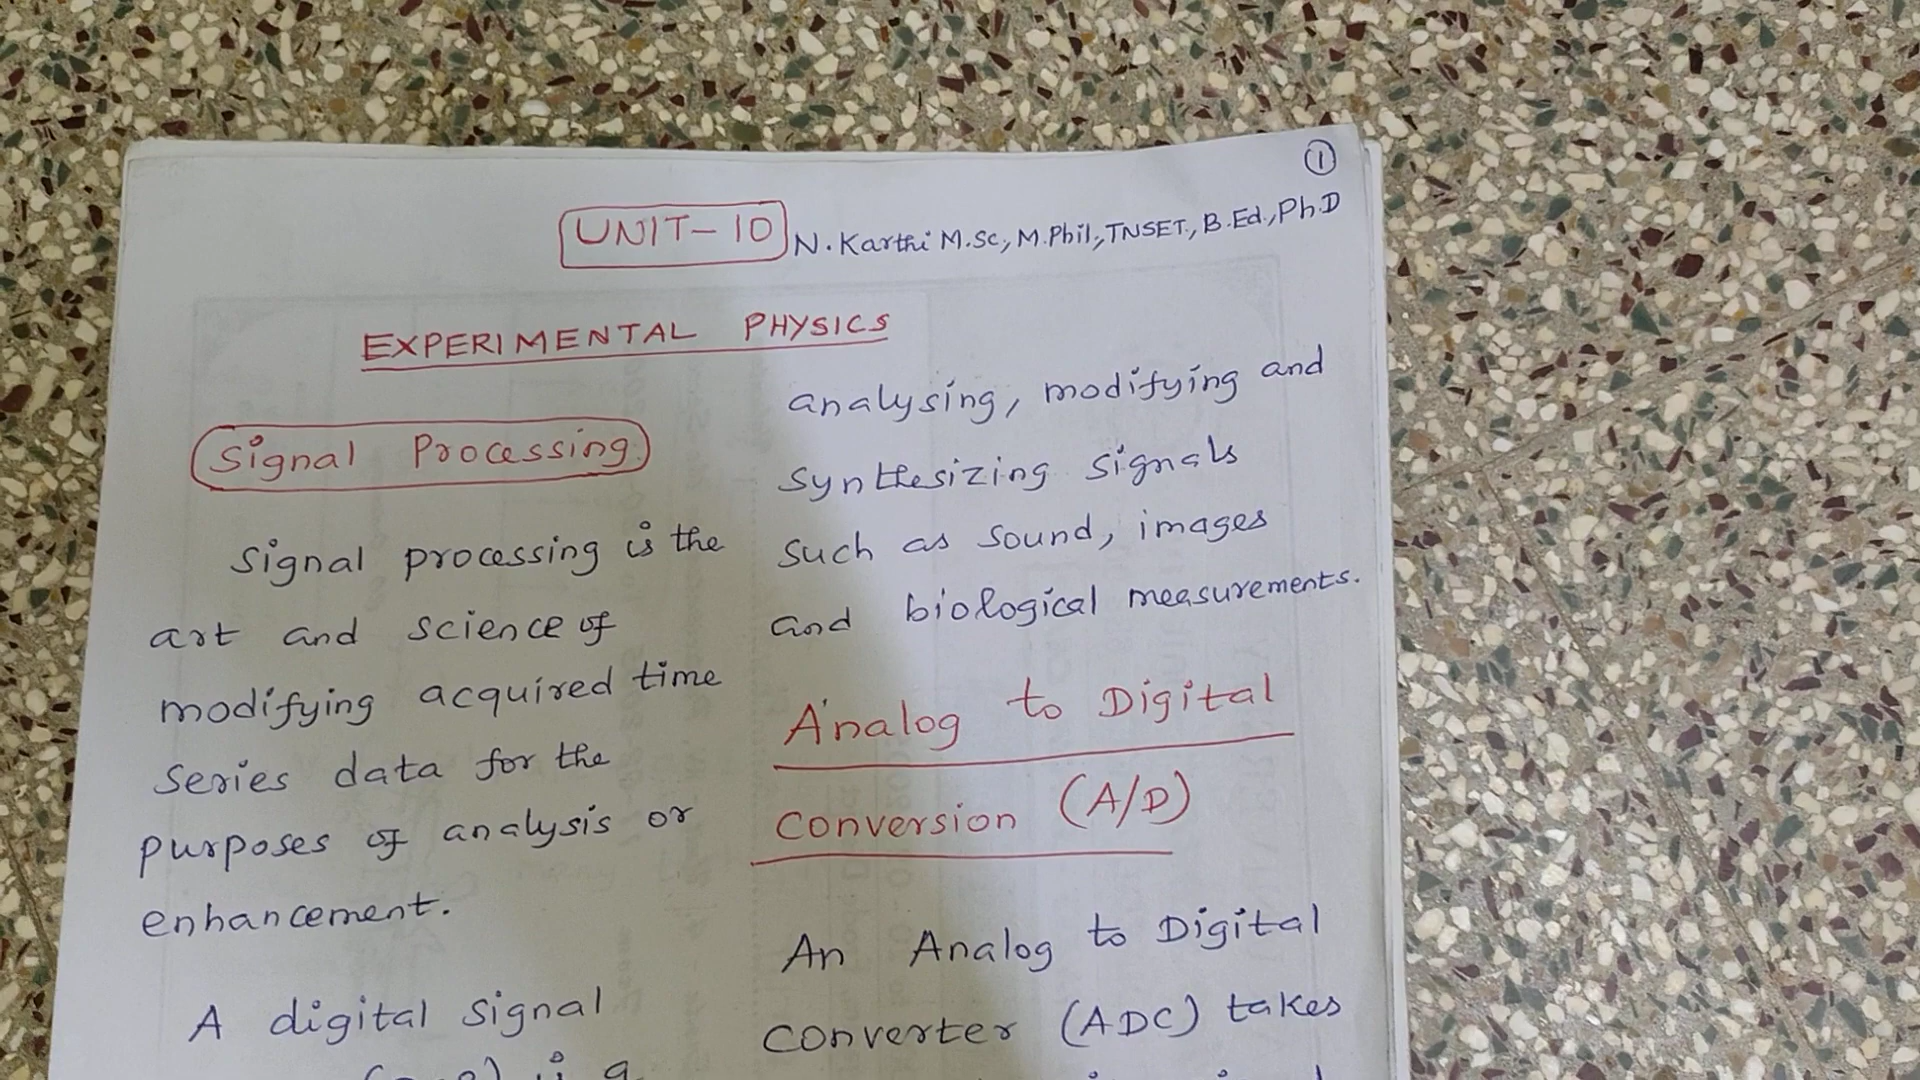 1
UNIT-10
N. Karthi M.Sc, M.Phil., TNSET., B.Ed., Ph.D
EXPERIMENTAL PHYSICS
Signal Processing
Signal processing is the
art and science of
modifying acquired time
series data for the
purposes of analysis or
enhancement.
A digital signal
is a
analysing, modifying and
synthesizing signals
such as sound, images
and biological measurements.
Analog to Digital
Conversion (A/D)
An Analog to Digital
Converter (ADC) takes